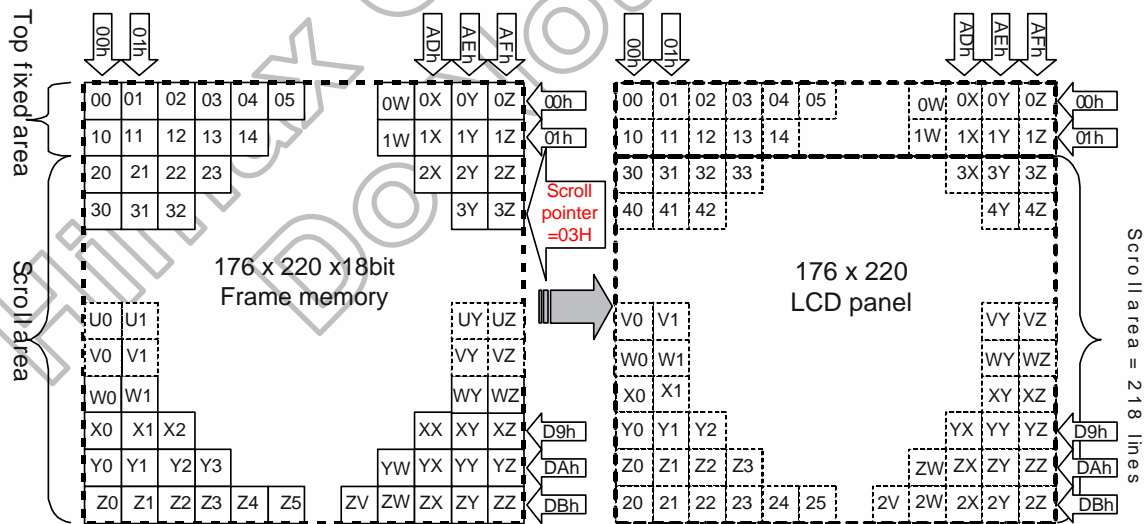 00h 01h ADh AEh AFh 00h 01h ADh AEh AFh
Top fixed area
00 01 02 03 04 05 0W 0X 0Y 0Z 00h 00 01 02 03 04 05 0W 0X 0Y 0Z 00h
10 11 12 13 14 1W 1X 1Y 1Z 01h 10 11 12 13 14 1W 1X 1Y 1Z 01h
20 21 22 23 2X 2Y 2Z 30 31 32 33 3X 3Y 3Z
30 31 32 3Y 3Z 40 41 42 4Y 4Z
Scroll
pointer
=03H
176 x 220 x18bit
Frame memory
176 x 220
LCD panel
Scroll area
Scroll area = 218 lines
U0 U1 UY UZ V0 V1 VY VZ
V0 V1 VY VZ W0 W1 WY WZ
W0 W1 WY WZ X0 X1 XY XZ
X0 X1 X2 XX XY XZ D9h Y0 Y1 Y2 YX YY YZ D9h
Y0 Y1 Y2 Y3 YW YX YY YZ DAh Z0 Z1 Z2 Z3 ZW ZX ZY ZZ DAh
Z0 Z1 Z2 Z3 Z4 Z5 ZV ZW ZX ZY ZZ DBh 20 21 22 23 24 25 2V 2W 2X 2Y 2Z DBh
Himax